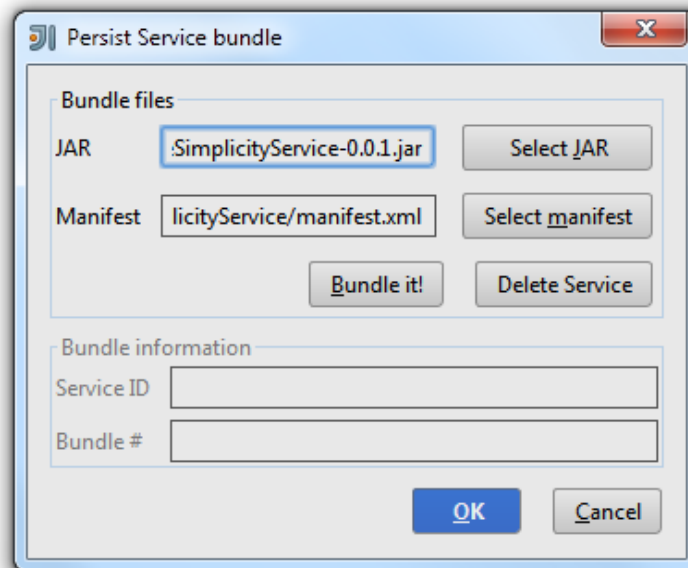 Persist Service bundle
Bundle files
JAR :SimplicityService-0.0.1.jar Select JAR
Manifest licityService/manifest.xml Select manifest
Bundle it! Delete Service
Bundle information
Service ID
Bundle #
OK Cancel